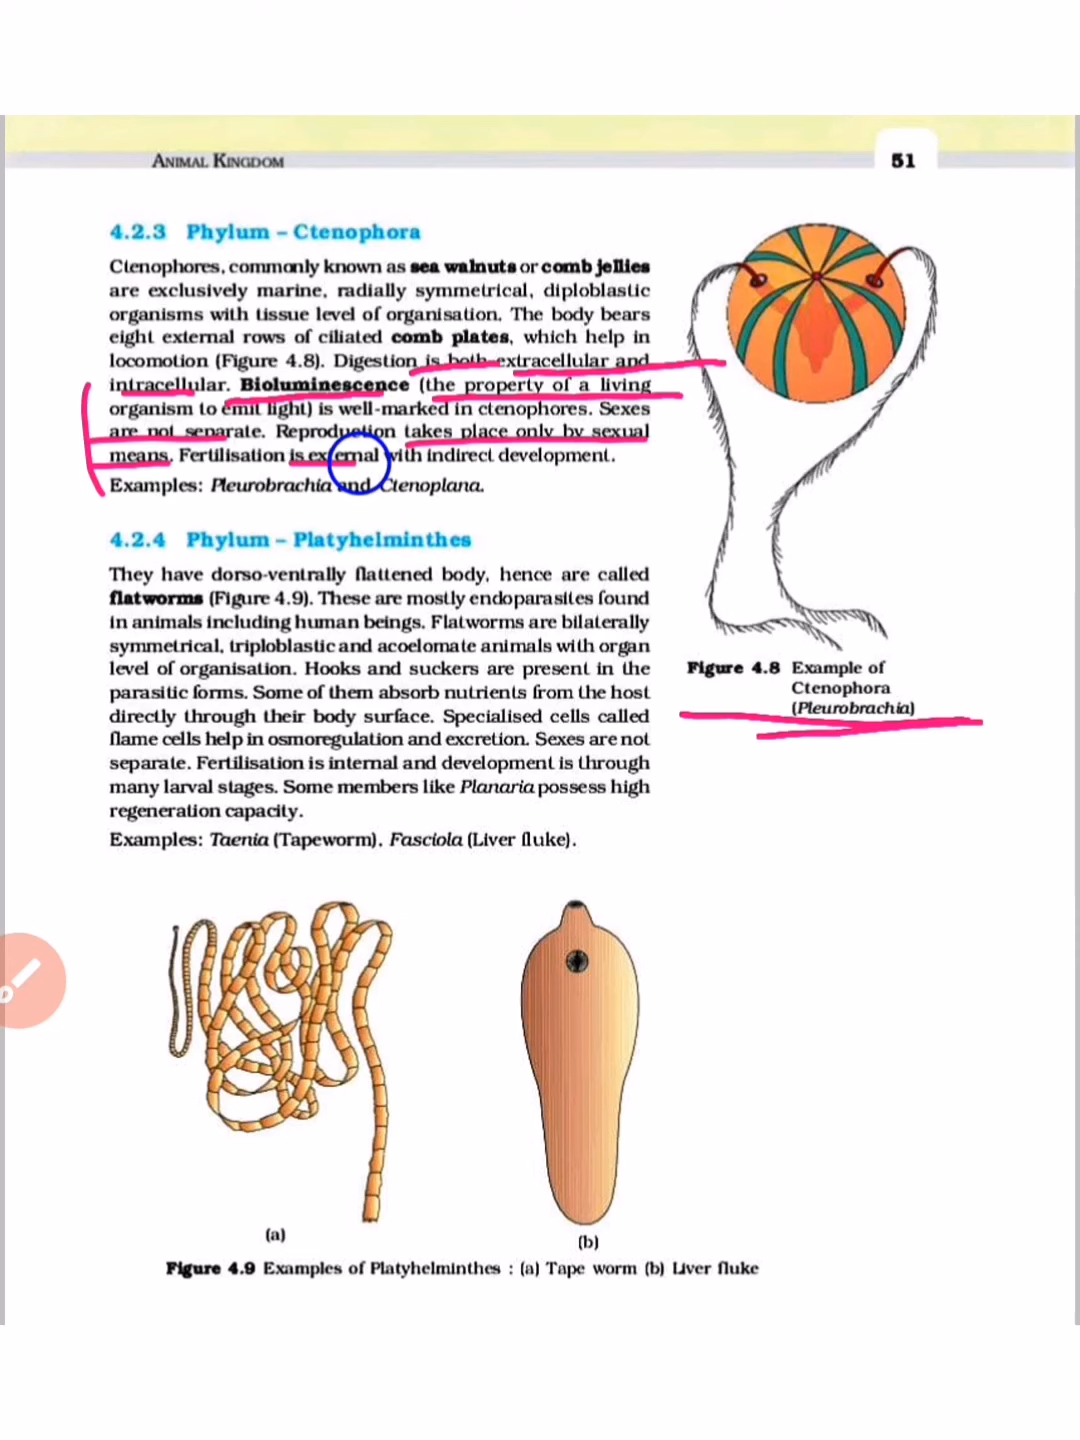 ANIMAL KINGDOM
51
4.2.3 Phylum – Ctenophora
Ctenophores, commonly known as sea walnuts or comb jellies
are exclusively marine, radially symmetrical, diploblastic
organisms with tissue level of organisation. The body bears
eight external rows of ciliated comb plates, which help in
locomotion (Figure 4.8). Digestion is both extracellular and
intracellular. Bioluminescence (the property of a living
organism to emit light) is well-marked in ctenophores. Sexes
are not separate. Reproduction takes place only by sexual
means. Fertilisation is external with indirect development.
Examples: Pleurobrachia and Ctenoplana.
4.2.4 Phylum – Platyhelminthes
They have dorso-ventrally flattened body, hence are called
flatworms (Figure 4.9). These are mostly endoparasites found
in animals including human beings. Flatworms are bilaterally
symmetrical, triploblastic and acoelomate animals with organ
level of organisation. Hooks and suckers are present in the
parasitic forms. Some of them absorb nutrients from the host
directly through their body surface. Specialised cells called
flame cells help in osmoregulation and excretion. Sexes are not
separate. Fertilisation is internal and development is through
many larval stages. Some members like Planaria possess high
regeneration capacity.
Examples: Taenia (Tapeworm), Fasciola (Liver fluke).
Figure 4.8 Example of
Ctenophora
(Pleurobrachia)
(a)
(b)
Figure 4.9 Examples of Platyhelminthes : (a) Tape worm (b) Liver fluke